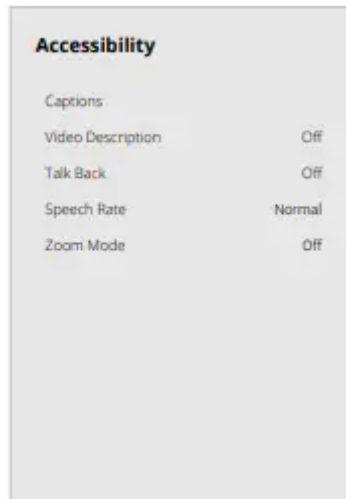 Accessibility
Captions
Video Description Off
Talk Back Off
Speech Rate Normal
Zoom Mode Off